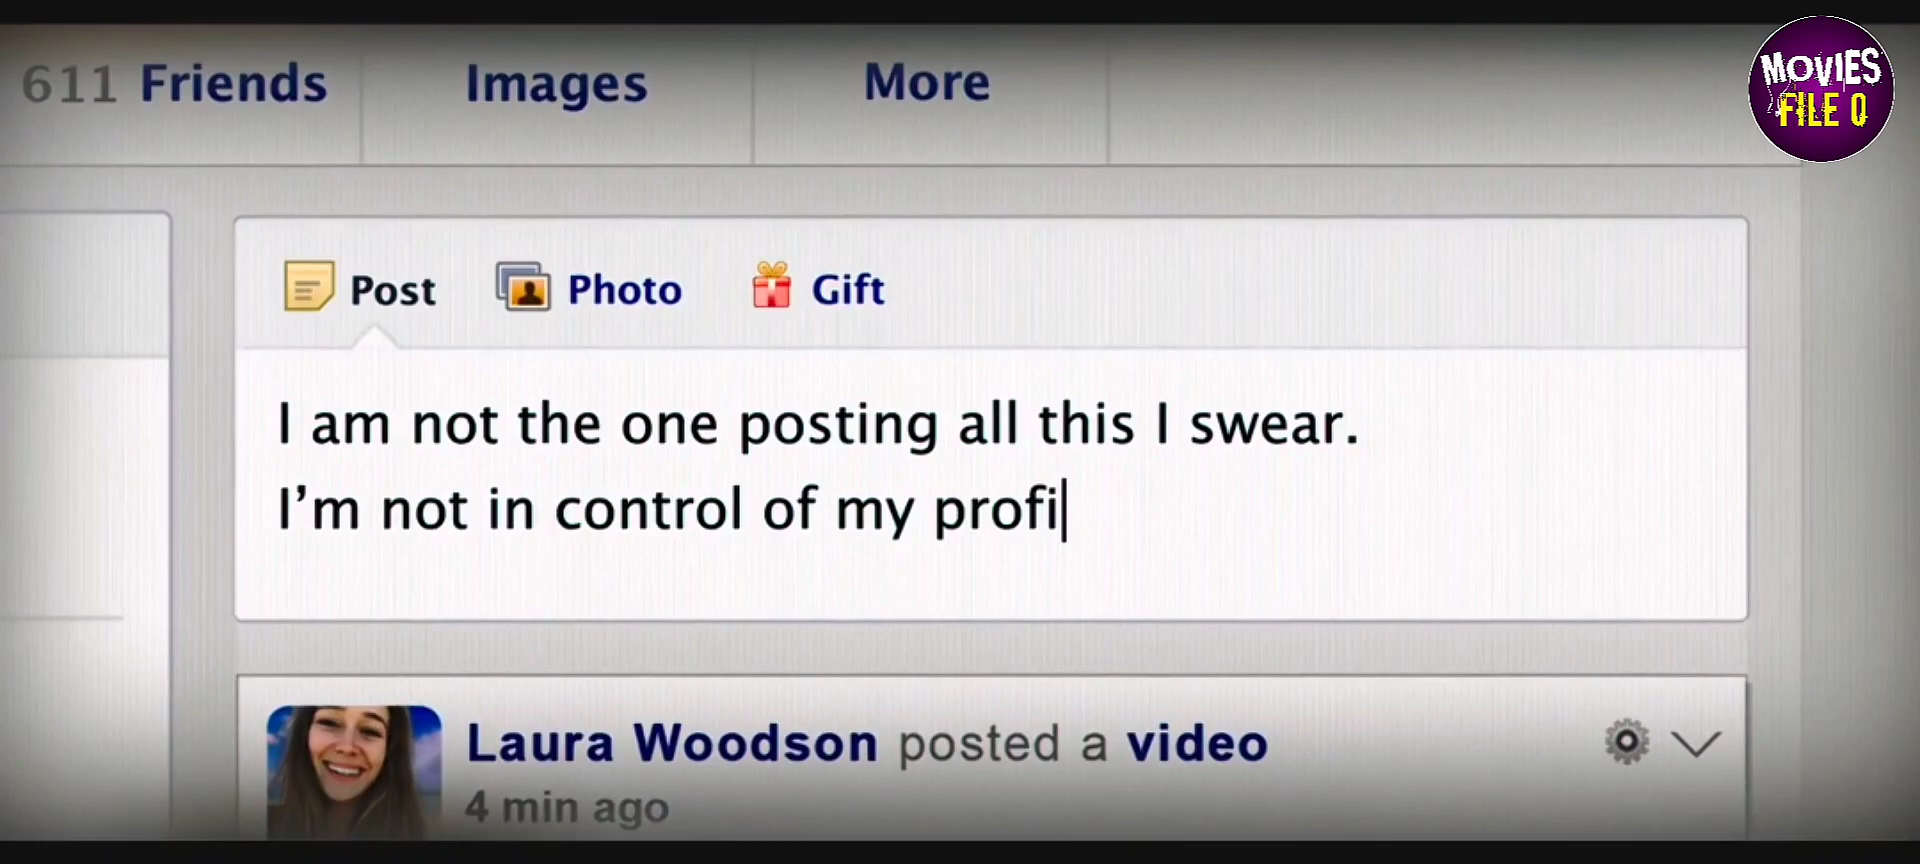 611 Friends
Images
More
MOVIES
FILE 0
Post
Photo
Gift
I am not the one posting all this I swear.
I’m not in control of my profi
Laura Woodson posted a video
4 min ago